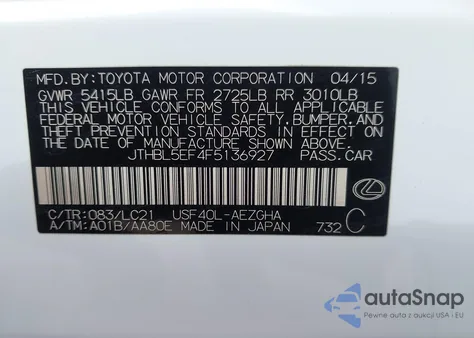 MFD.BY: TOYOTA MOTOR CORPORATION 04/15
GVWR 5415LB GAWR FR 2725LB RR 3010LB
THIS VEHICLE CONFORMS TO ALL APPLICABLE
FEDERAL MOTOR VEHICLE SAFETY, BUMPER,
AND THEFT PREVENTION STANDARDS IN EFFECT
ON THE DATE OF MANUFACTURE SHOWN ABOVE.
JTHBL5EF4F5136927 PASS.CAR
C/TR: 083/LC21 USF40L-AEZGHA
A/TM: A01B/AA80E MADE IN JAPAN 732 C
autoSnap
Pewne auta z USA i EU